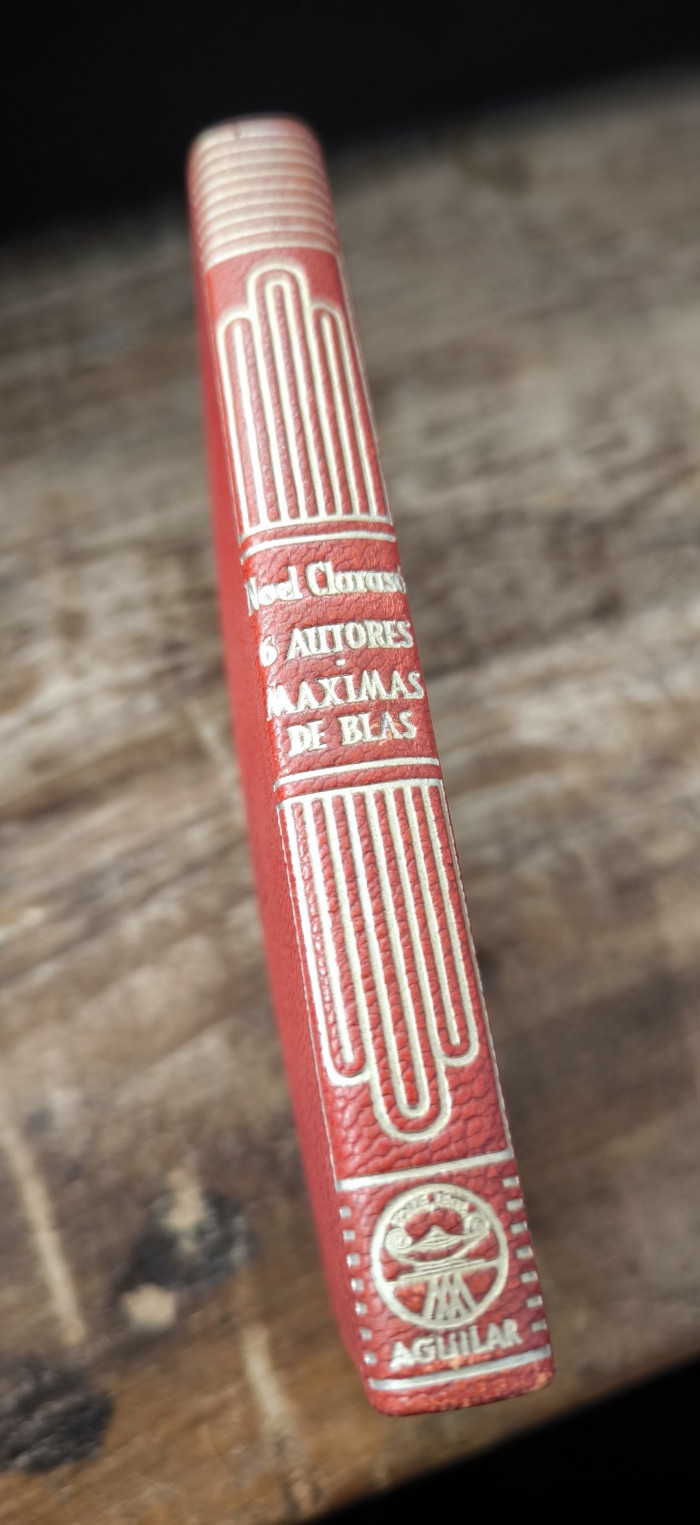 Noel Clarasó
6 AUTORES
MAXIMAS
DE BLAS
AGUILAR